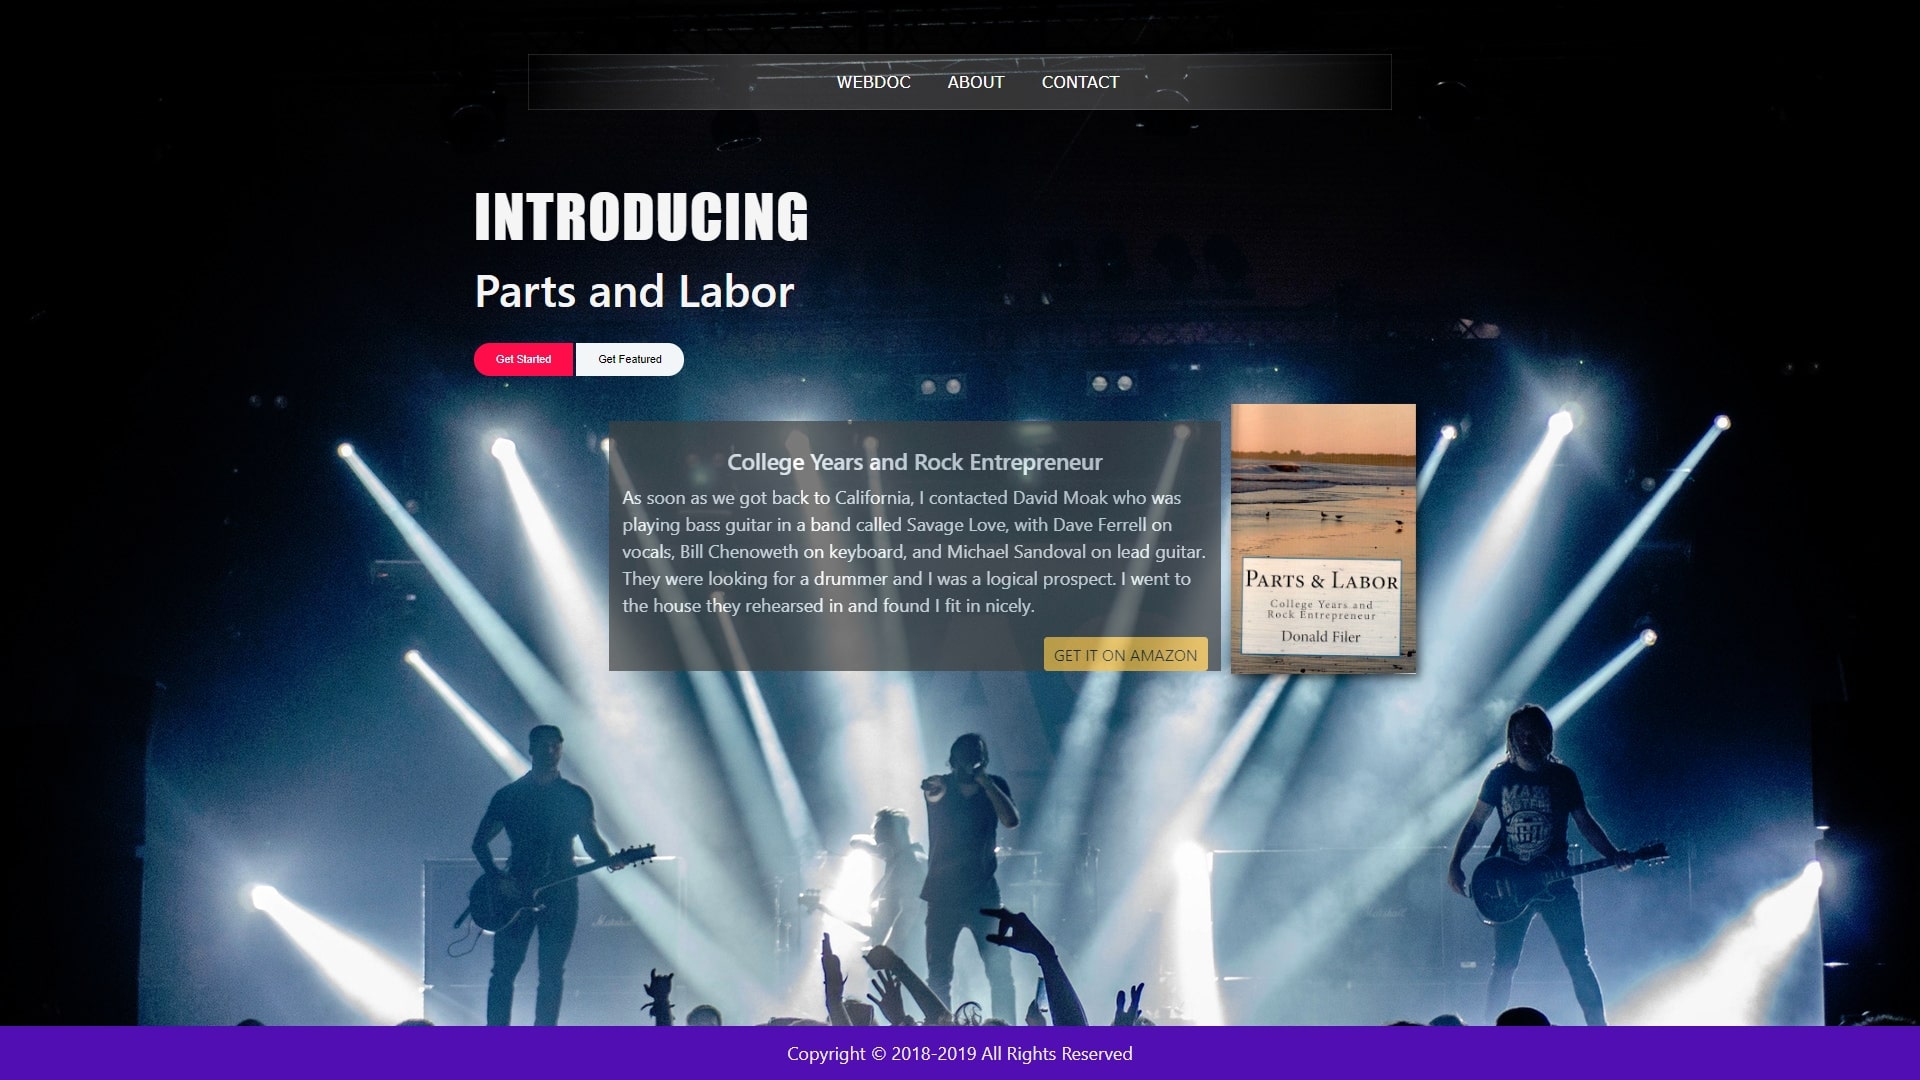 WEBDOC ABOUT CONTACT
INTRODUCING
Parts and Labor
Get Started Get Featured
College Years and Rock Entrepreneur
As soon as we got back to California, I contacted David Moak who was
playing bass guitar in a band called Savage Love, with Dave Ferrell on
vocals, Bill Chenoweth on keyboard, and Michael Sandoval on lead guitar.
They were looking for a drummer and I was a logical prospect. I went to
the house they rehearsed in and found I fit in nicely.
GET IT ON AMAZON
PARTS & LABOR
College Years and
Rock Entrepreneur
Donald Filer
Marshall
Copyright © 2018-2019 All Rights Reserved